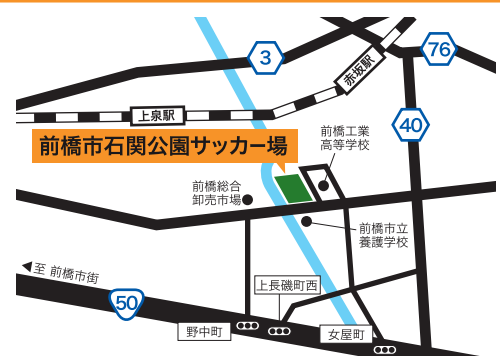 3
76
赤坂駅
上泉駅
40
前橋市石関公園サッカー場
前橋工業
高等学校
前橋総合
卸売市場
前橋市立
養護学校
至 前橋市街
50
上長磯町西
野中町
女屋町